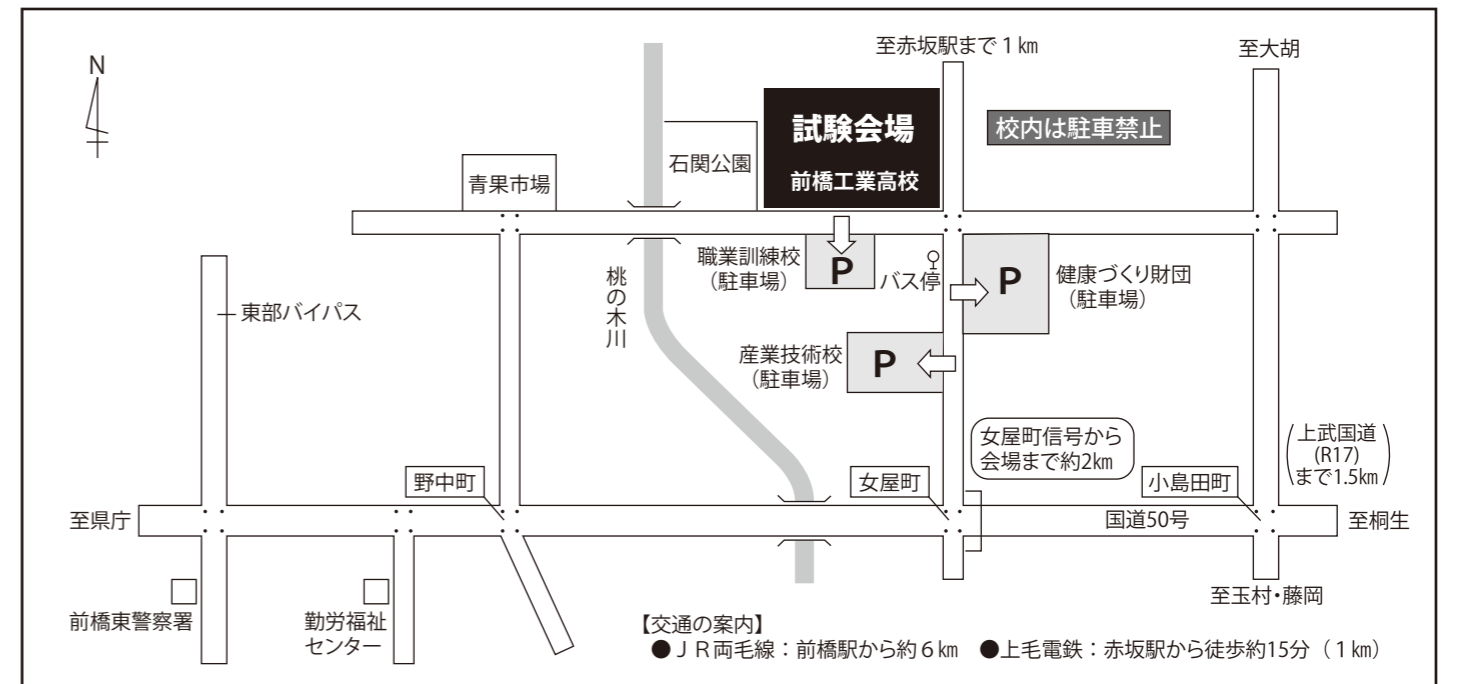 N
至赤坂駅まで1㎞
至大胡
試験会場
前橋工業高校
校内は駐車禁止
石関公園
青果市場
職業訓練校
（駐車場）
P
バス停
P
健康づくり財団
（駐車場）
桃の木川
東部バイパス
産業技術校
（駐車場）
P
女屋町信号から
会場まで約2㎞
上武国道
(R17)
まで1.5㎞
野中町
女屋町
小島田町
至県庁
国道50号
至桐生
前橋東警察署
勤労福祉
センター
至玉村・藤岡
【交通の案内】
●ＪＲ両毛線：前橋駅から約６㎞　●上毛電鉄：赤坂駅から徒歩約15分（１㎞）